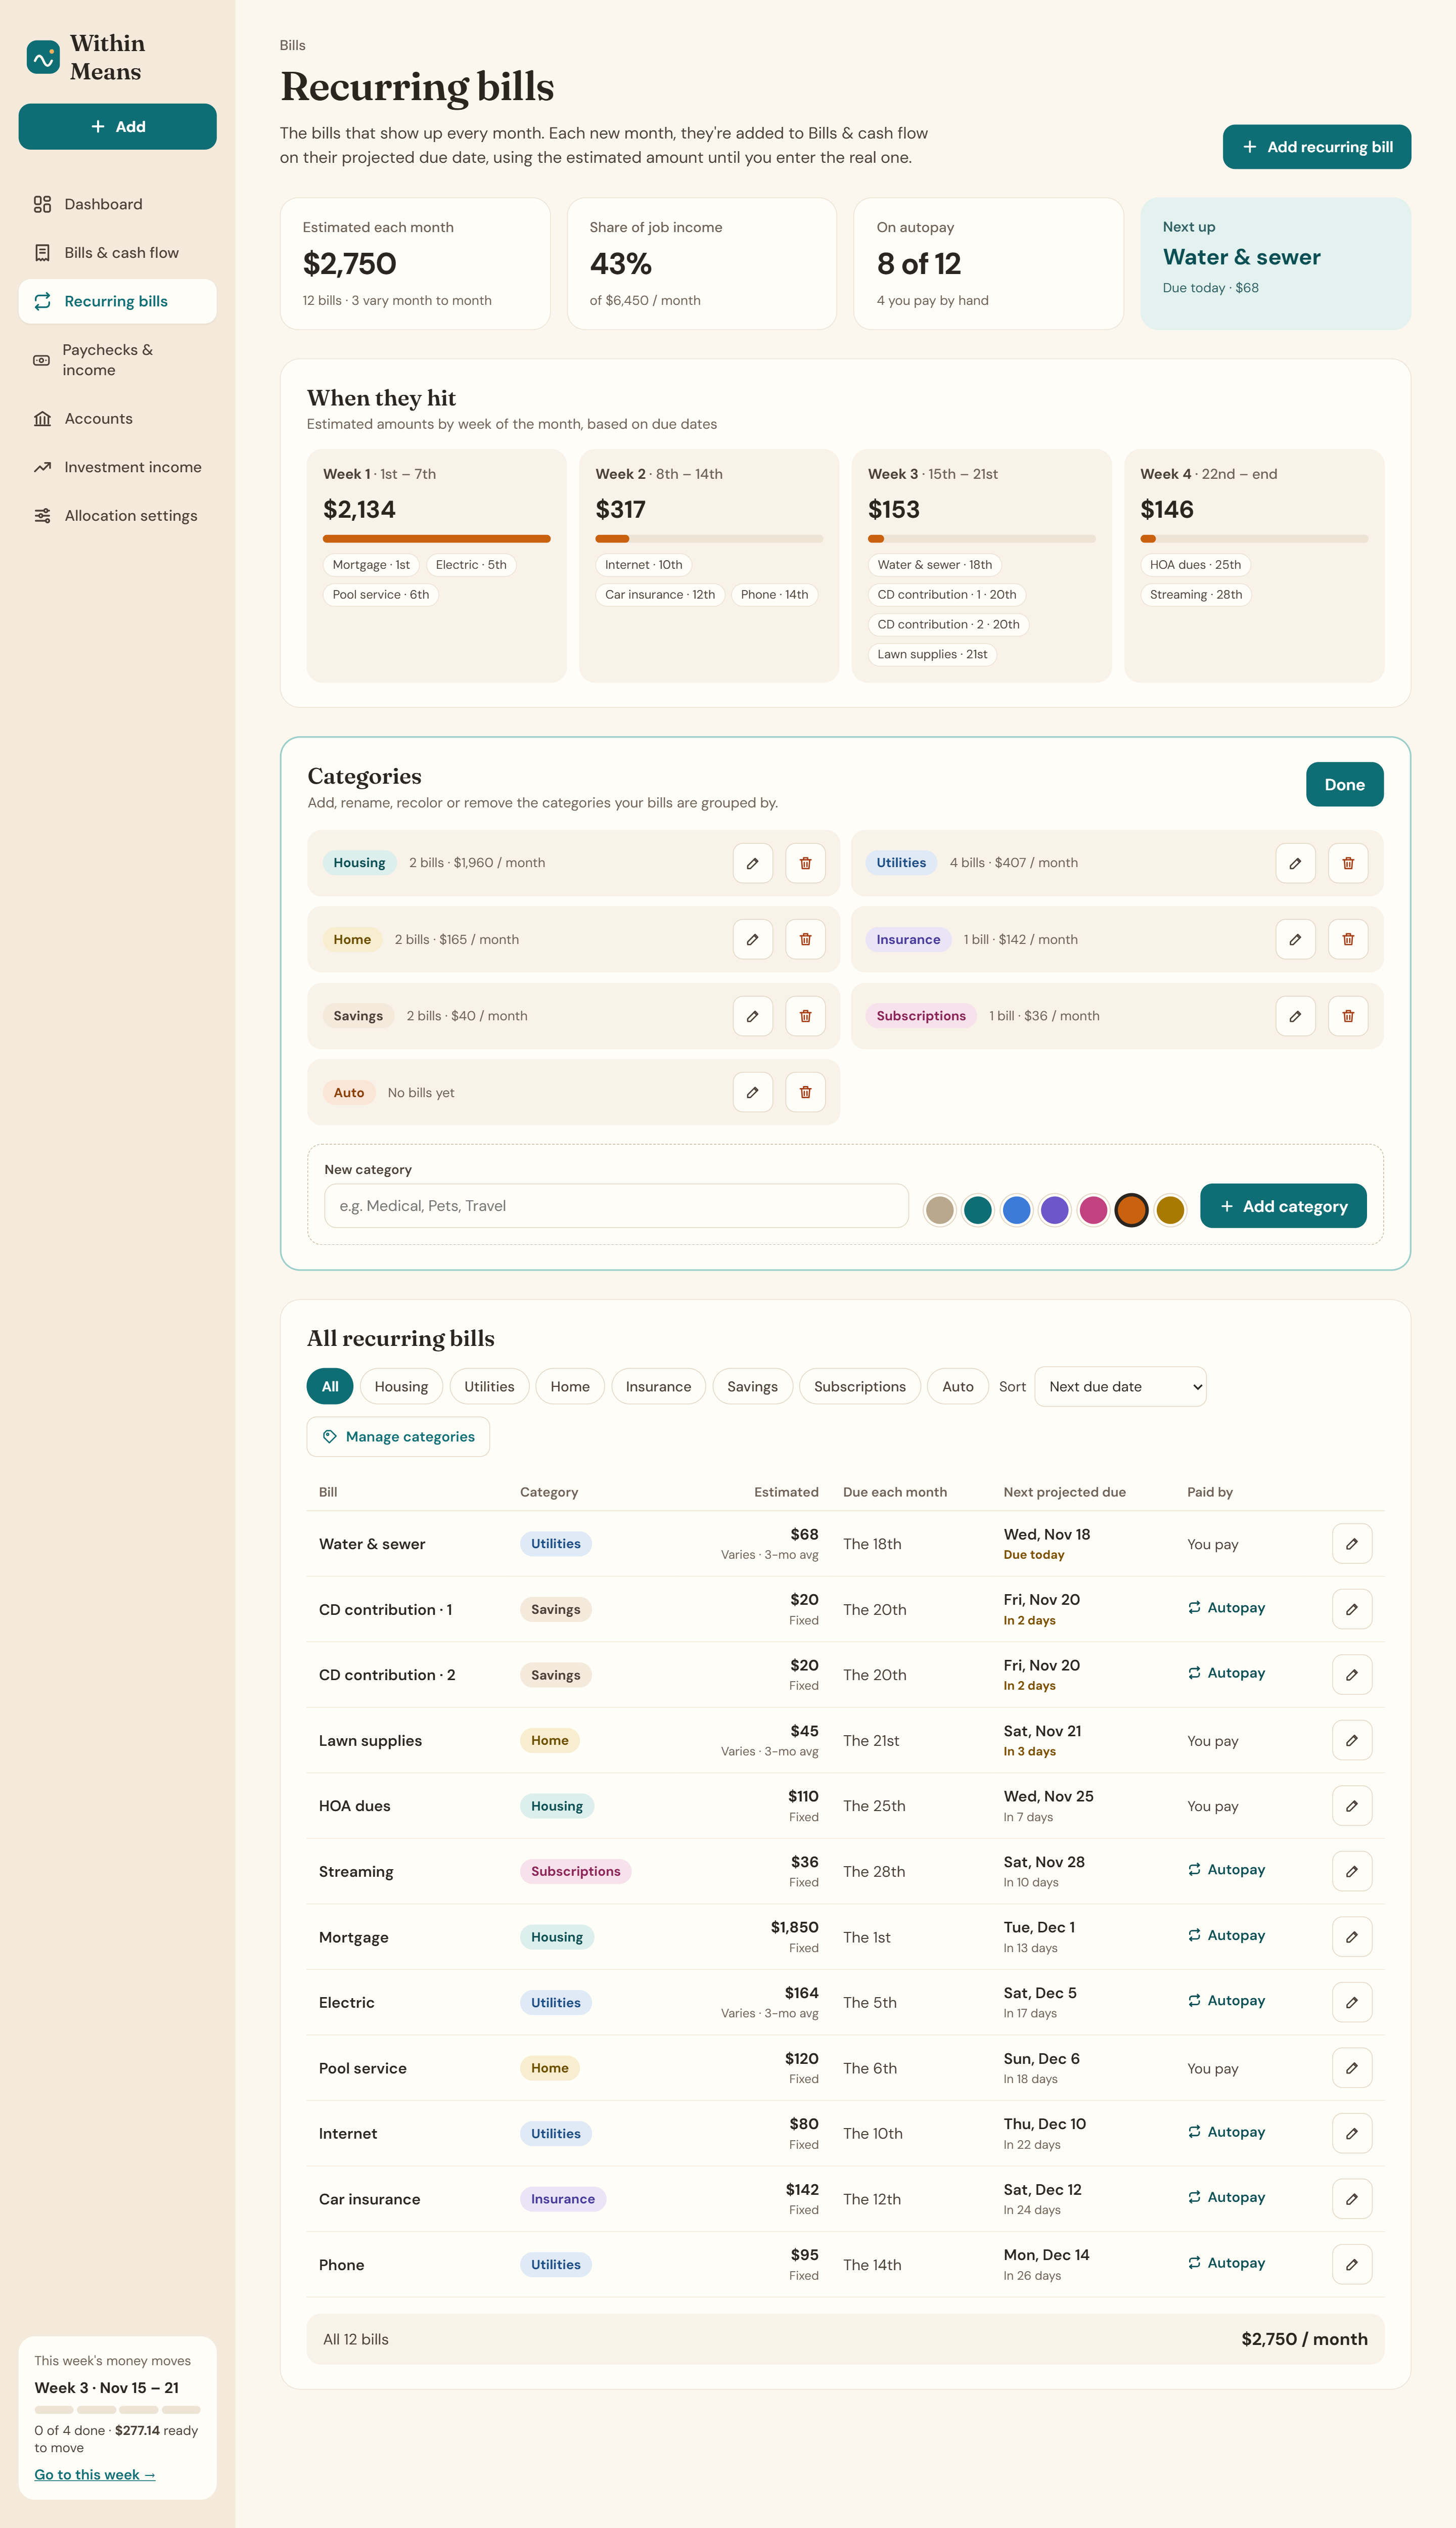 Within
Means
+ Add
Dashboard
Bills & cash flow
Recurring bills
Paychecks &
income
Accounts
Investment income
Allocation settings
This week's money moves
Week 3 · Nov 15 – 21
0 of 4 done · $277.14 ready
to move
Go to this week →
Bills
Recurring bills
The bills that show up every month. Each new month, they're added to Bills & cash flow
on their projected due date, using the estimated amount until you enter the real one.
+ Add recurring bill
Estimated each month
$2,750
12 bills · 3 vary month to month
Share of job income
43%
of $6,450 / month
On autopay
8 of 12
4 you pay by hand
Next up
Water & sewer
Due today · $68
When they hit
Estimated amounts by week of the month, based on due dates
Week 1 · 1st – 7th
$2,134
Mortgage · 1st
Electric · 5th
Pool service · 6th
Week 2 · 8th – 14th
$317
Internet · 10th
Car insurance · 12th
Phone · 14th
Week 3 · 15th – 21st
$153
Water & sewer · 18th
CD contribution · 1 · 20th
CD contribution · 2 · 20th
Lawn supplies · 21st
Week 4 · 22nd – end
$146
HOA dues · 25th
Streaming · 28th
Categories
Add, rename, recolor or remove the categories your bills are grouped by.
Done
Housing 2 bills · $1,960 / month
Utilities 4 bills · $407 / month
Home 2 bills · $165 / month
Insurance 1 bill · $142 / month
Savings 2 bills · $40 / month
Subscriptions 1 bill · $36 / month
Auto No bills yet
New category
e.g. Medical, Pets, Travel
+ Add category
All recurring bills
All Housing Utilities Home Insurance Savings Subscriptions Auto Sort Next due date
Manage categories
Bill Category Estimated Due each month Next projected due Paid by
Water & sewer Utilities $68 The 18th Wed, Nov 18 You pay
Varies · 3-mo avg Due today
CD contribution · 1 Savings $20 The 20th Fri, Nov 20 Autopay
Fixed In 2 days
CD contribution · 2 Savings $20 The 20th Fri, Nov 20 Autopay
Fixed In 2 days
Lawn supplies Home $45 The 21st Sat, Nov 21 You pay
Varies · 3-mo avg In 3 days
HOA dues Housing $110 The 25th Wed, Nov 25 You pay
Fixed In 7 days
Streaming Subscriptions $36 The 28th Sat, Nov 28 Autopay
Fixed In 10 days
Mortgage Housing $1,850 The 1st Tue, Dec 1 Autopay
Fixed In 13 days
Electric Utilities $164 The 5th Sat, Dec 5 Autopay
Varies · 3-mo avg In 17 days
Pool service Home $120 The 6th Sun, Dec 6 You pay
Fixed In 18 days
Internet Utilities $80 The 10th Thu, Dec 10 Autopay
Fixed In 22 days
Car insurance Insurance $142 The 12th Sat, Dec 12 Autopay
Fixed In 24 days
Phone Utilities $95 The 14th Mon, Dec 14 Autopay
Fixed In 26 days
All 12 bills $2,750 / month